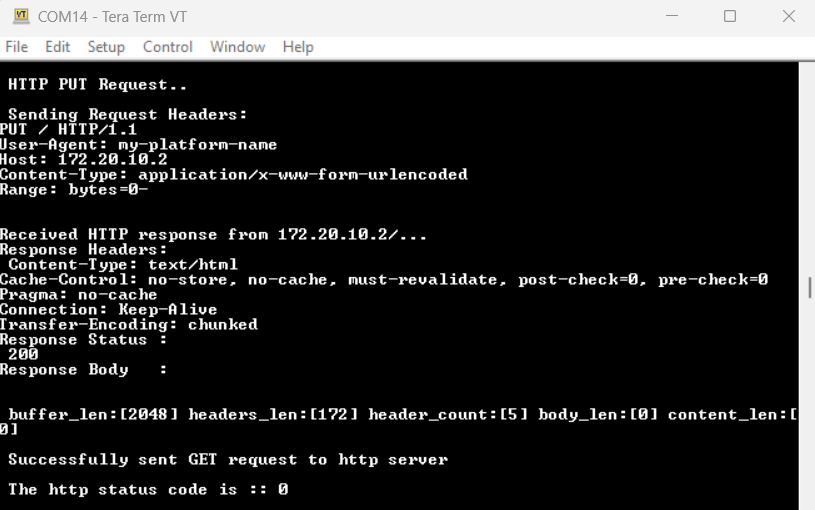 COM14 - Tera Term VT
File Edit Setup Control Window Help
HTTP PUT Request..
Sending Request Headers:
PUT / HTTP/1.1
User-Agent: my-platform-name
Host: 172.20.10.2
Content-Type: application/x-www-form-urlencoded
Range: bytes=0-
Received HTTP response from 172.20.10.2/...
Response Headers:
Content-Type: text/html
Cache-Control: no-store, no-cache, must-revalidate, post-check=0, pre-check=0
Pragma: no-cache
Connection: Keep-Alive
Transfer-Encoding: chunked
Response Status :
200
Response Body   :
buffer_len:[2048] headers_len:[172] header_count:[5] body_len:[0] content_len:[
0]
Successfully sent GET request to http server
The http status code is :: 0